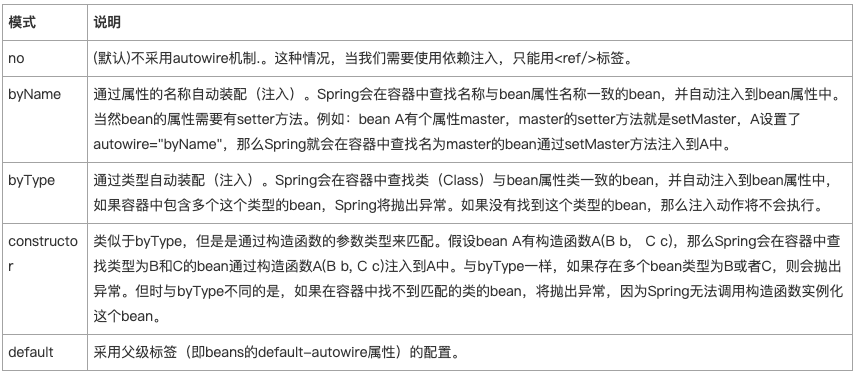 模式 说明
no (默认)不采用autowire机制.。这种情况，当我们需要使用依赖注入，只能用<ref/>标签。
byName 通过属性的名称自动装配（注入）。Spring会在容器中查找名称与bean属性名称一致的bean，并自动注入到bean属性中。
当然bean的属性需要有setter方法。例如：bean A有个属性master，master的setter方法就是setMaster，A设置了
autowire="byName"，那么Spring就会在容器中查找名为master的bean通过setMaster方法注入到A中。
byType 通过类型自动装配（注入）。Spring会在容器中查找类（Class）与bean属性类一致的bean，并自动注入到bean属性中，
如果容器中包含多个这个类型的bean，Spring将抛出异常。如果没有找到这个类型的bean，那么注入动作将不会执行。
constructo 类似于byType，但是是通过构造函数的参数类型来匹配。假设bean A有构造函数A(B b, C c)，那么Spring会在容器中查
r 找类型为B和C的bean通过构造函数A(B b, C c)注入到A中。与byType一样，如果存在多个bean类型为B或者C，则会抛出
异常。但时与byType不同的是，如果在容器中找不到匹配的类的bean，将抛出异常，因为Spring无法调用构造函数实例化
这个bean。
default 采用父级标签（即beans的default-autowire属性）的配置。